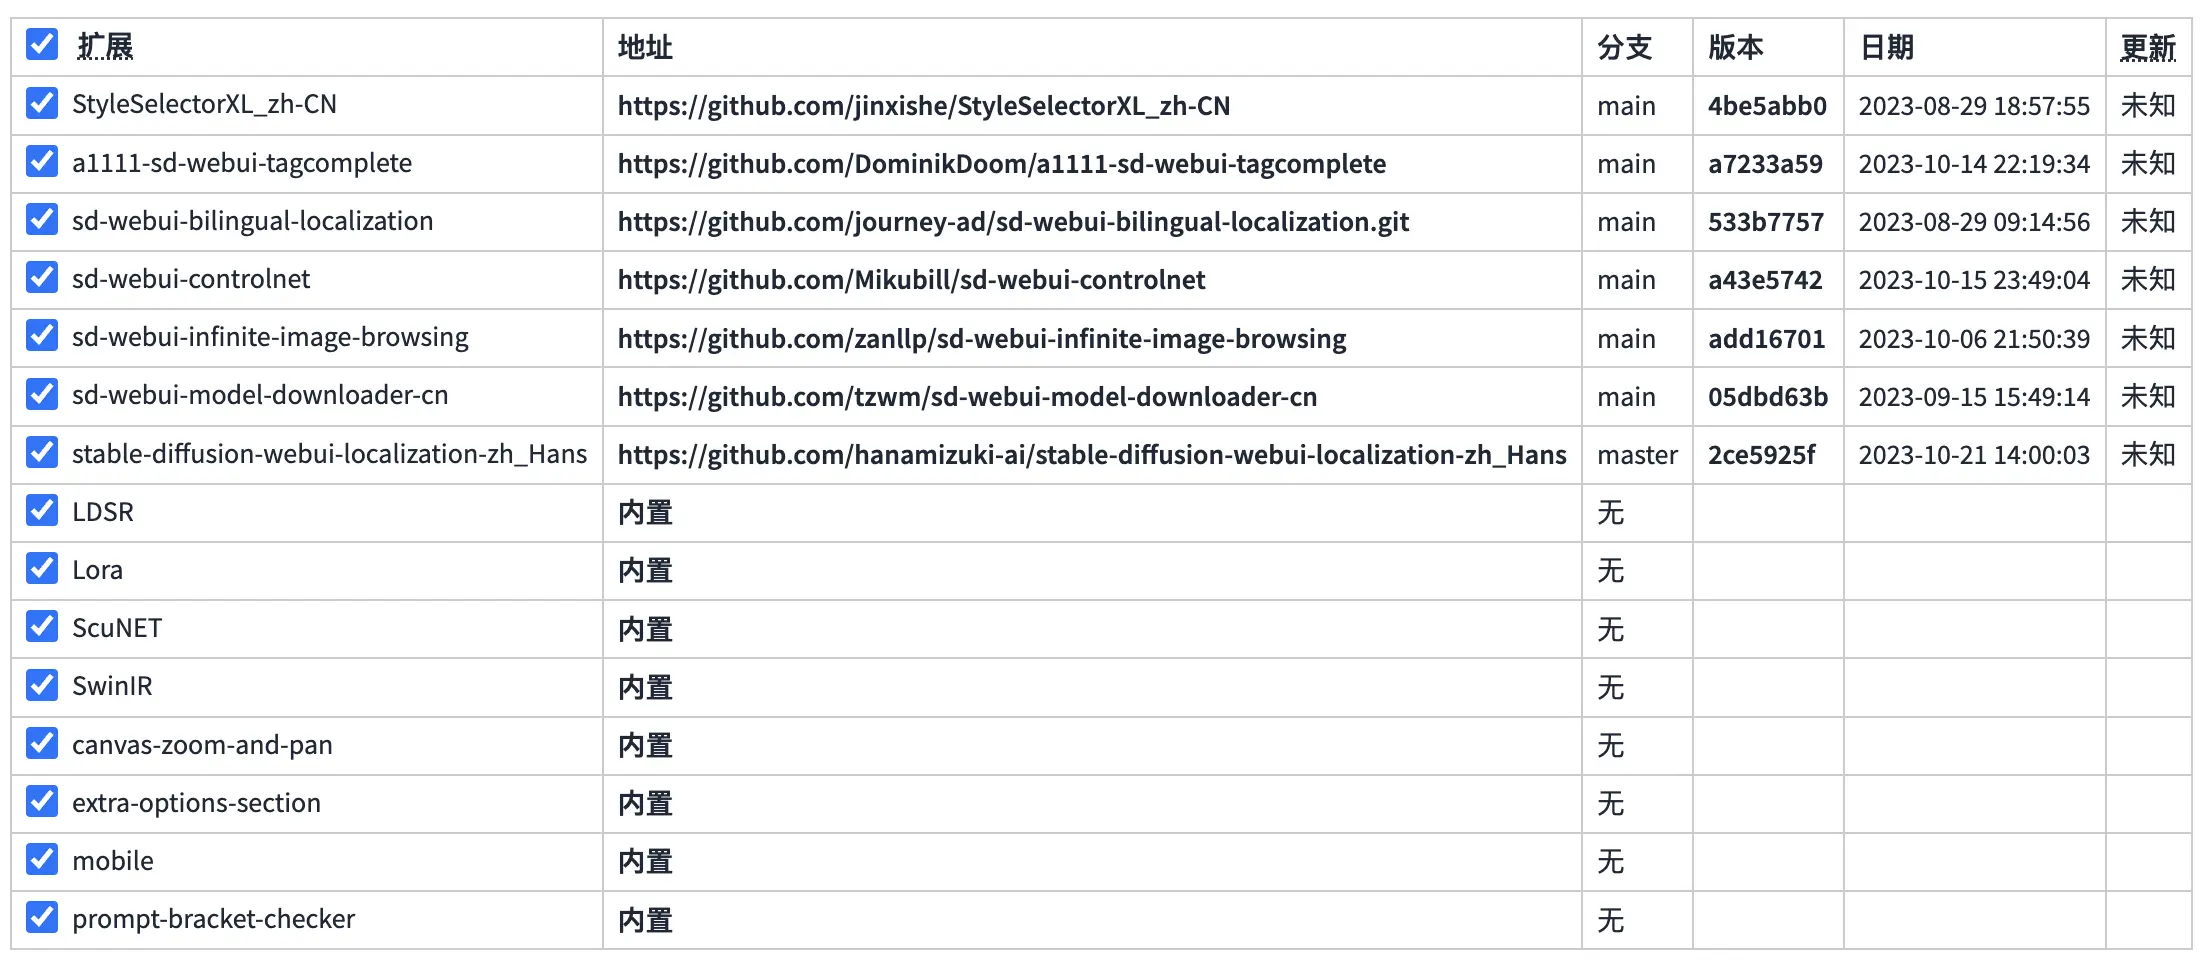 扩展 地址 分支 版本 日期 更新
StyleSelectorXL_zh-CN https://github.com/jinxishe/StyleSelectorXL_zh-CN main 4be5abb0 2023-08-29 18:57:55 未知
a1111-sd-webui-tagcomplete https://github.com/DominikDoom/a1111-sd-webui-tagcomplete main a7233a59 2023-10-14 22:19:34 未知
sd-webui-bilingual-localization https://github.com/journey-ad/sd-webui-bilingual-localization.git main 533b7757 2023-08-29 09:14:56 未知
sd-webui-controlnet https://github.com/Mikubill/sd-webui-controlnet main a43e5742 2023-10-15 23:49:04 未知
sd-webui-infinite-image-browsing https://github.com/zanllp/sd-webui-infinite-image-browsing main add16701 2023-10-06 21:50:39 未知
sd-webui-model-downloader-cn https://github.com/tzwm/sd-webui-model-downloader-cn main 05dbd63b 2023-09-15 15:49:14 未知
stable-diffusion-webui-localization-zh_Hans https://github.com/hanamizuki-ai/stable-diffusion-webui-localization-zh_Hans master 2ce5925f 2023-10-21 14:00:03 未知
LDSR 内置 无
Lora 内置 无
ScuNET 内置 无
SwinIR 内置 无
canvas-zoom-and-pan 内置 无
extra-options-section 内置 无
mobile 内置 无
prompt-bracket-checker 内置 无